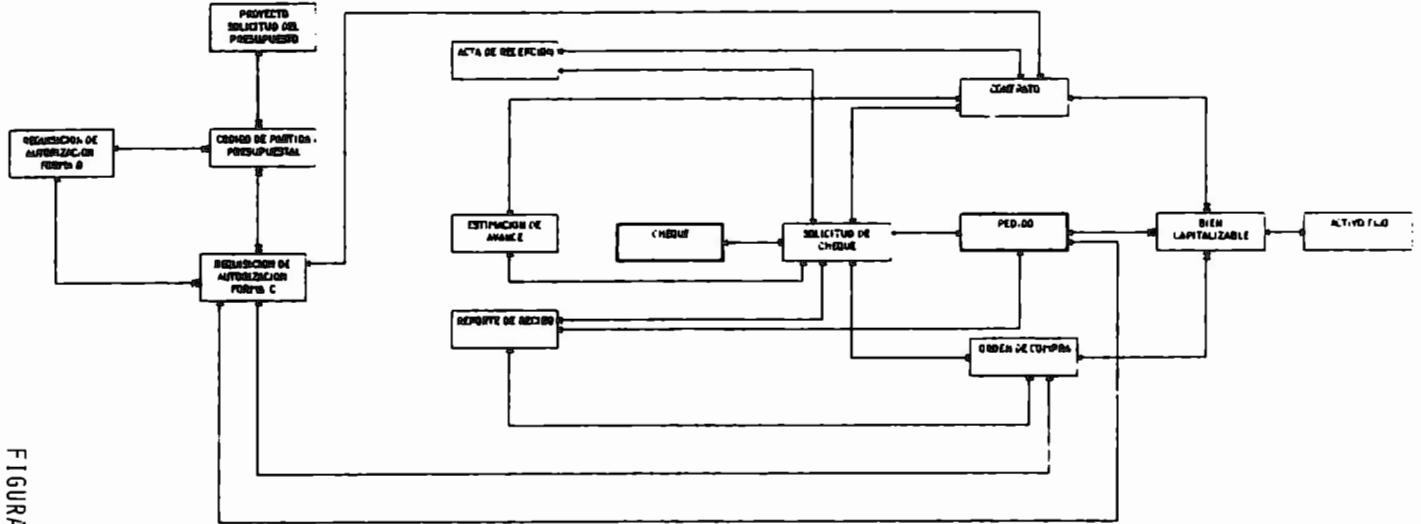 PROYECTO
SOLICITUD DEL
PRESUPUESTO
ACTA DE RECEPCION
CONTRATO
REQUISICION DE
AUTORIZACION
FORMA B
CODIGO DE PARTIDA
PRESUPUESTAL
ESTIMACION DE
AVANCE
CHEQUE
SOLICITUD DE
CHEQUE
PEDIDO
BIEN
CAPITALIZABLE
ACTIVO FIJO
REQUISICION DE
AUTORIZACION
FORMA C
REPORTE DE RECIBO
ORDEN DE COMPRA
FIGURA